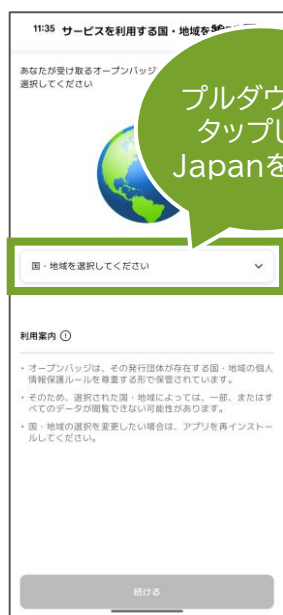 11:35 サービスを利用する国・地域を
あなたが受け取るオープンバッジ
選択してください
プルダウ
タップし
Japanを
国・地域を選択してください
利用案内
・オープンバッジは、その発行団体が存在する国・地域の個人
情報保護ルールを尊重する形で保管されています。
・そのため、選択された国・地域によっては、一部、またはす
べてのデータが閲覧できない可能性があります。
・国・地域の選択を変更したい場合は、アプリを再インストー
ルしてください。
続ける